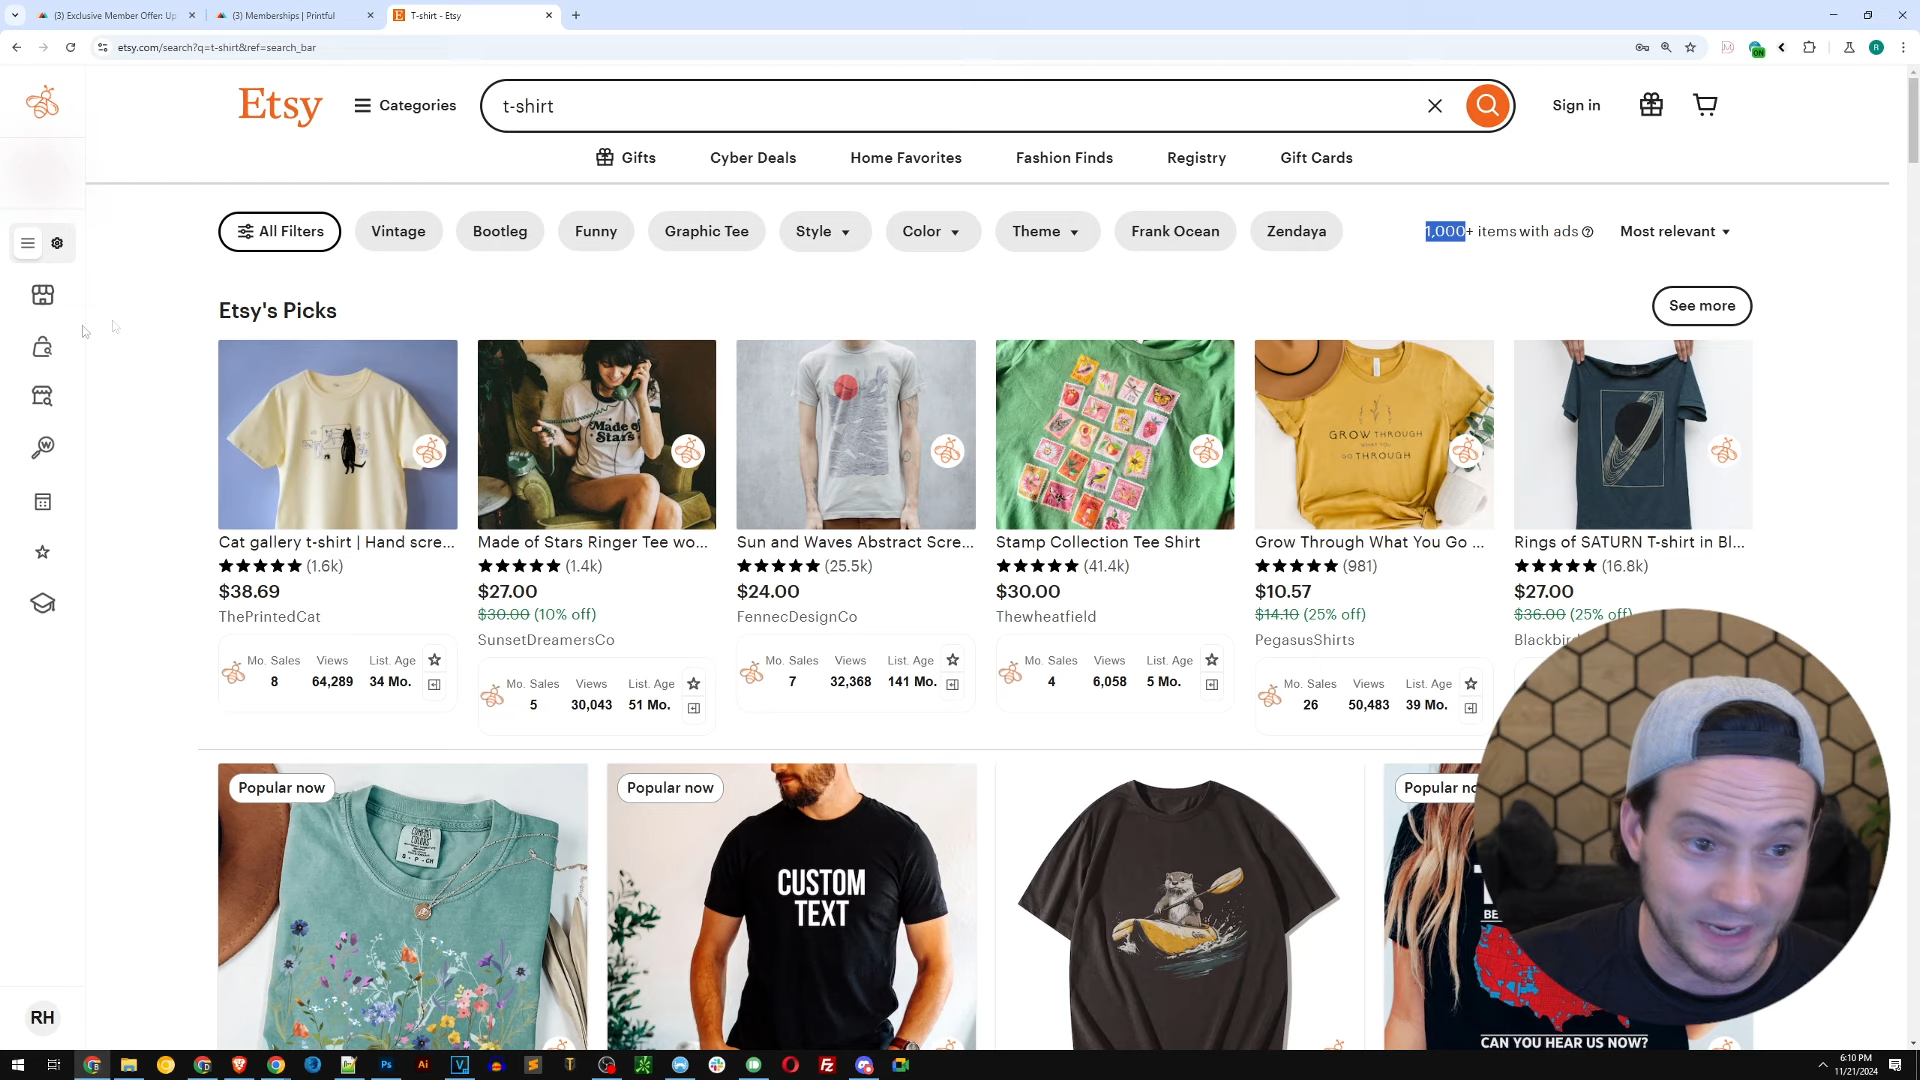 (3) Exclusive Member Offer: Up
(3) Memberships | Printful
T-shirt - Etsy
etsy.com/search?q=t-shirt&ref=search_bar
ON
R
Etsy
Categories
t-shirt
Sign in
Gifts
Cyber Deals
Home Favorites
Fashion Finds
Registry
Gift Cards
All Filters
Vintage
Bootleg
Funny
Graphic Tee
Style
Color
Theme
Frank Ocean
Zendaya
1,000+ items with ads
Most relevant
Etsy's Picks
See more
Made of
Stars
GROW THROUGH
WHAT YOU
GO THROUGH
Cat gallery t-shirt | Hand scre...
(1.6k)
$38.69
ThePrintedCat
Mo. Sales Views List. Age
8 64,289 34 Mo.
Made of Stars Ringer Tee wo...
(1.4k)
$27.00
$30.00 (10% off)
SunsetDreamersCo
Mo. Sales Views List. Age
5 30,043 51 Mo.
Sun and Waves Abstract Scre...
(25.5k)
$24.00
FennecDesignCo
Mo. Sales Views List. Age
7 32,368 141 Mo.
Stamp Collection Tee Shirt
(41.4k)
$30.00
Thewheatfield
Mo. Sales Views List. Age
4 6,058 5 Mo.
Grow Through What You Go ...
(981)
$10.57
$14.10 (25% off)
PegasusShirts
Mo. Sales Views List. Age
26 50,483 39 Mo.
Rings of SATURN T-shirt in Bl...
(16.8k)
$27.00
$36.00 (25% off)
Blackbir
Popular now
COMFORT
COLORS
Popular now
CUSTOM
TEXT
Popular no
BE
CAN YOU HEAR US NOW?
RH
6:10 PM
11/21/2024